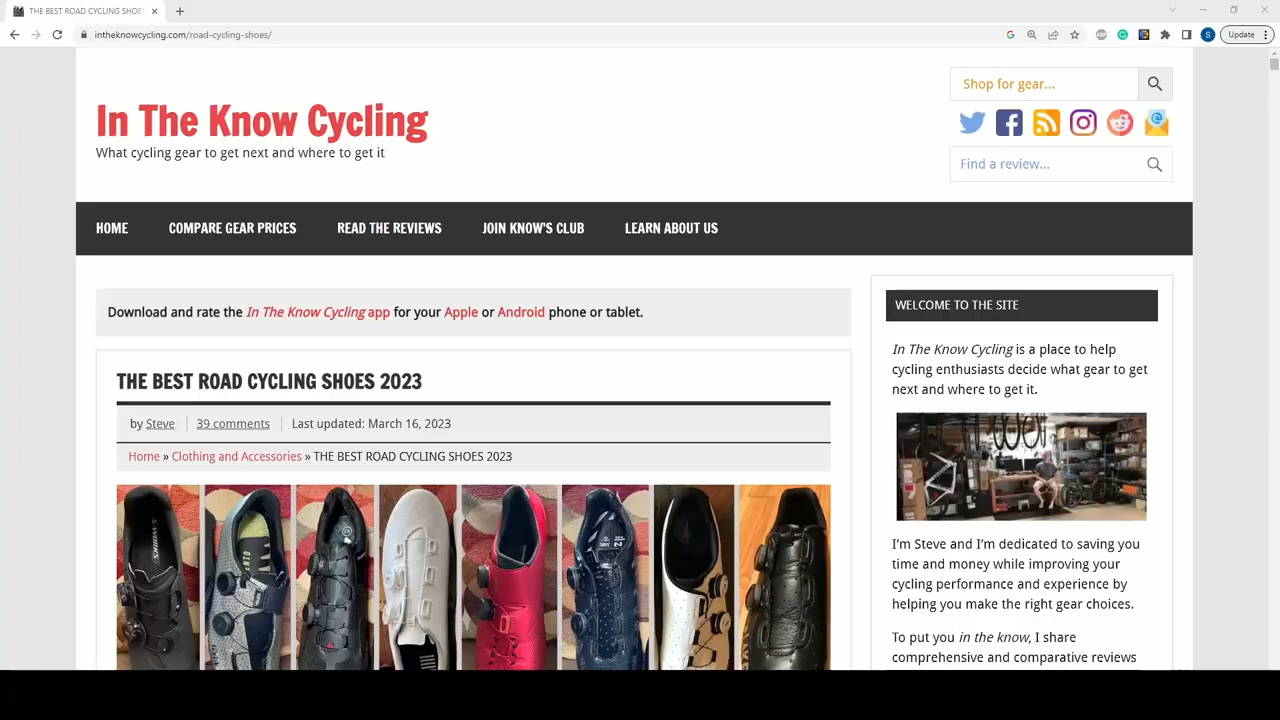 THE BEST ROAD CYCLING SHOES
intheknowcycling.com/road-cycling-shoes/
S
Update
In The Know Cycling
What cycling gear to get next and where to get it
Shop for gear...
Find a review...
HOME
COMPARE GEAR PRICES
READ THE REVIEWS
JOIN KNOW'S CLUB
LEARN ABOUT US
Download and rate the In The Know Cycling app for your Apple or Android phone or tablet.
THE BEST ROAD CYCLING SHOES 2023
by Steve
39 comments
Last updated: March 16, 2023
Home » Clothing and Accessories » THE BEST ROAD CYCLING SHOES 2023
S-WORKS
WELCOME TO THE SITE
In The Know Cycling is a place to help
cycling enthusiasts decide what gear to get
next and where to get it.
I'm Steve and I'm dedicated to saving you
time and money while improving your
cycling performance and experience by
helping you make the right gear choices.
To put you in the know, I share
comprehensive and comparative reviews